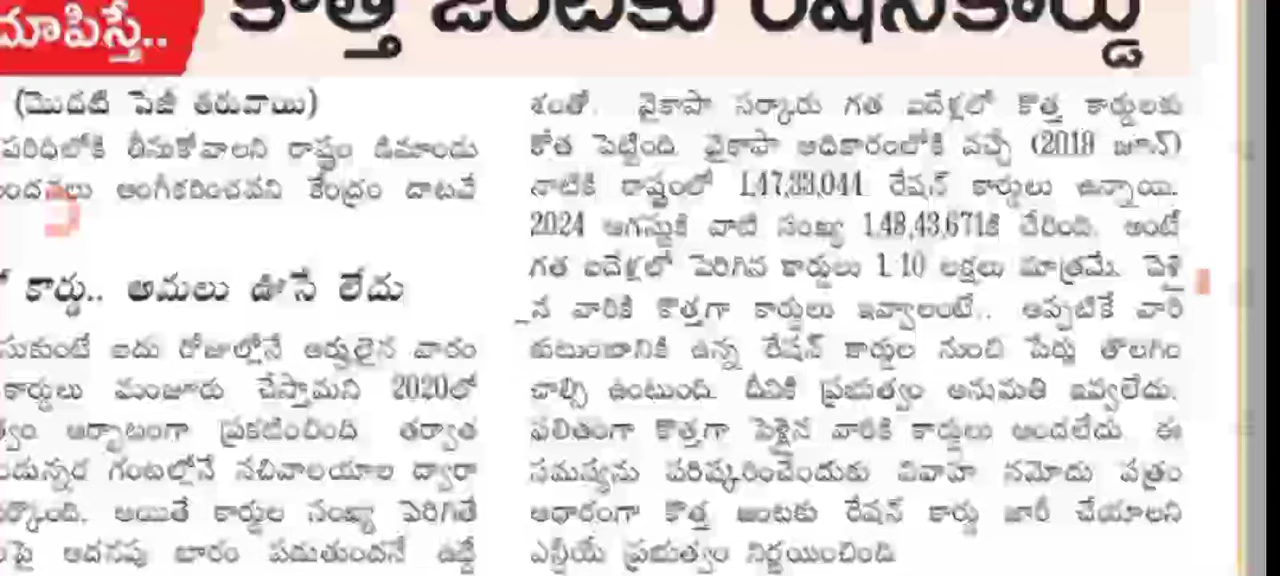 చూపిస్తే..
కొత్త జంటకు రేషన్‌కార్డు
(మొదటి పేజీ తరువాయి)
పరిధిలోకి తీసుకోవాలని రాష్ట్రం డిమాండు
అంగీకరించవని కేంద్రం దాటవే
కార్డు.. అమలు ఊసే లేదు
సుకుంటే ఐదు రోజుల్లోనే అర్హులైన వారం
కార్డులు మంజూరు చేస్తామని 2020లో
ఆర్భాటంగా ప్రకటించింది తర్వాత
గంటల్లోనే సచివాలయాల ద్వారా
అయితే కార్డుల సంఖ్య పెరిగితే
పై అదనపు భారం పడుతుందనే ఉద్దే
శంతో. వైకాపా సర్కారు గత ఐదేళ్లలో కొత్త కార్డులకు
కోత పెట్టింది. వైకాపా అధికారంలోకి వచ్చే (2019 జూన్)
నాటికి రాష్ట్రంలో 1,47,33,044 రేషన్ కార్డులు ఉన్నాయి.
2024 ఆగస్టుకి వాటి సంఖ్య 1,48,43,671కి చేరింది. అంటే
గత ఐదేళ్లలో పెరిగిన కార్డులు 1.10 లక్షలు మాత్రమే. పెళ్లై
న వారికి కొత్తగా కార్డులు ఇవ్వాలంటే.. అప్పటికే వారి
కుటుంబానికి ఉన్న రేషన్ కార్డుల నుంచి పేర్లు తొలగిం
చాల్సి ఉంటుంది. దీనికి ప్రభుత్వం అనుమతి ఇవ్వలేదు.
ఫలితంగా కొత్తగా పెళ్లైన వారికి కార్డులు అందలేదు. ఈ
సమస్యను పరిష్కరించేందుకు వివాహ నమోదు పత్రం
ఆధారంగా కొత్త జంటకు రేషన్ కార్డు జారీ చేయాలని
ఎన్డీయే ప్రభుత్వం నిర్ణయించింది